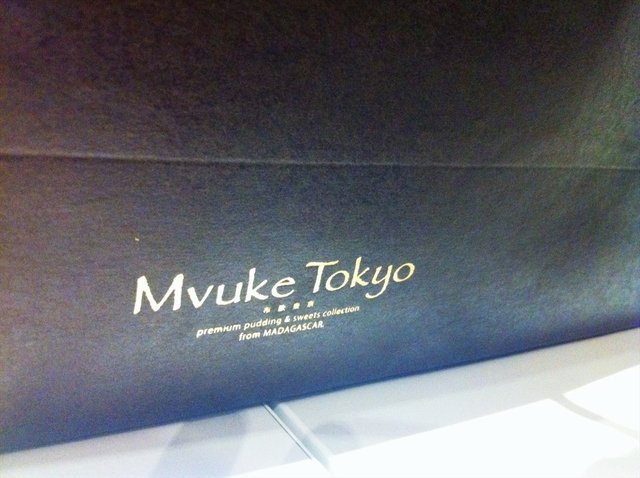 Mvuke Tokyo
premium pudding & sweets collection
from MADAGASCAR.